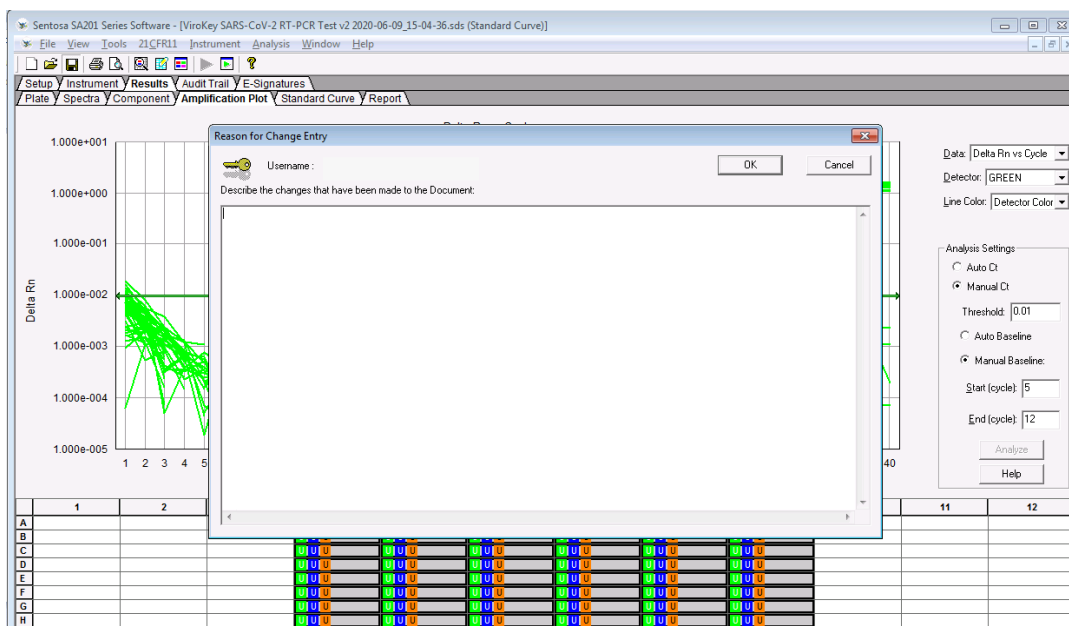 Sentosa SA201 Series Software - [ViroKey SARS-CoV-2 RT-PCR Test v2 2020-06-09_15-04-36.sds (Standard Curve)]
File View Tools 21CFR11 Instrument Analysis Window Help
Setup Instrument Results Audit Trail E-Signatures
Plate Spectra Component Amplification Plot Standard Curve Report
Reason for Change Entry
Username :
OK Cancel
Describe the changes that have been made to the Document:
1.000e+001
1.000e+000
1.000e-001
1.000e-002
1.000e-003
1.000e-004
1.000e-005
Delta Rn
1 2 3 4 5 40
Data: Delta Rn vs Cycle
Detector: GREEN
Line Color: Detector Color
Analysis Settings
Auto Ct
Manual Ct
Threshold: 0.01
Auto Baseline
Manual Baseline:
Start (cycle): 5
End (cycle): 12
Analyze
Help
1 2 11 12
A
B
C U U U U U U U U U U U U U U U U U U
D U U U U U U U U U U U U U U U U U U
E U U U U U U U U U U U U U U U U U U
F U U U U U U U U U U U U U U U U U U
G U U U U U U U U U U U U U U U U U U
H U U U U U U U U U U U U U U U U U U